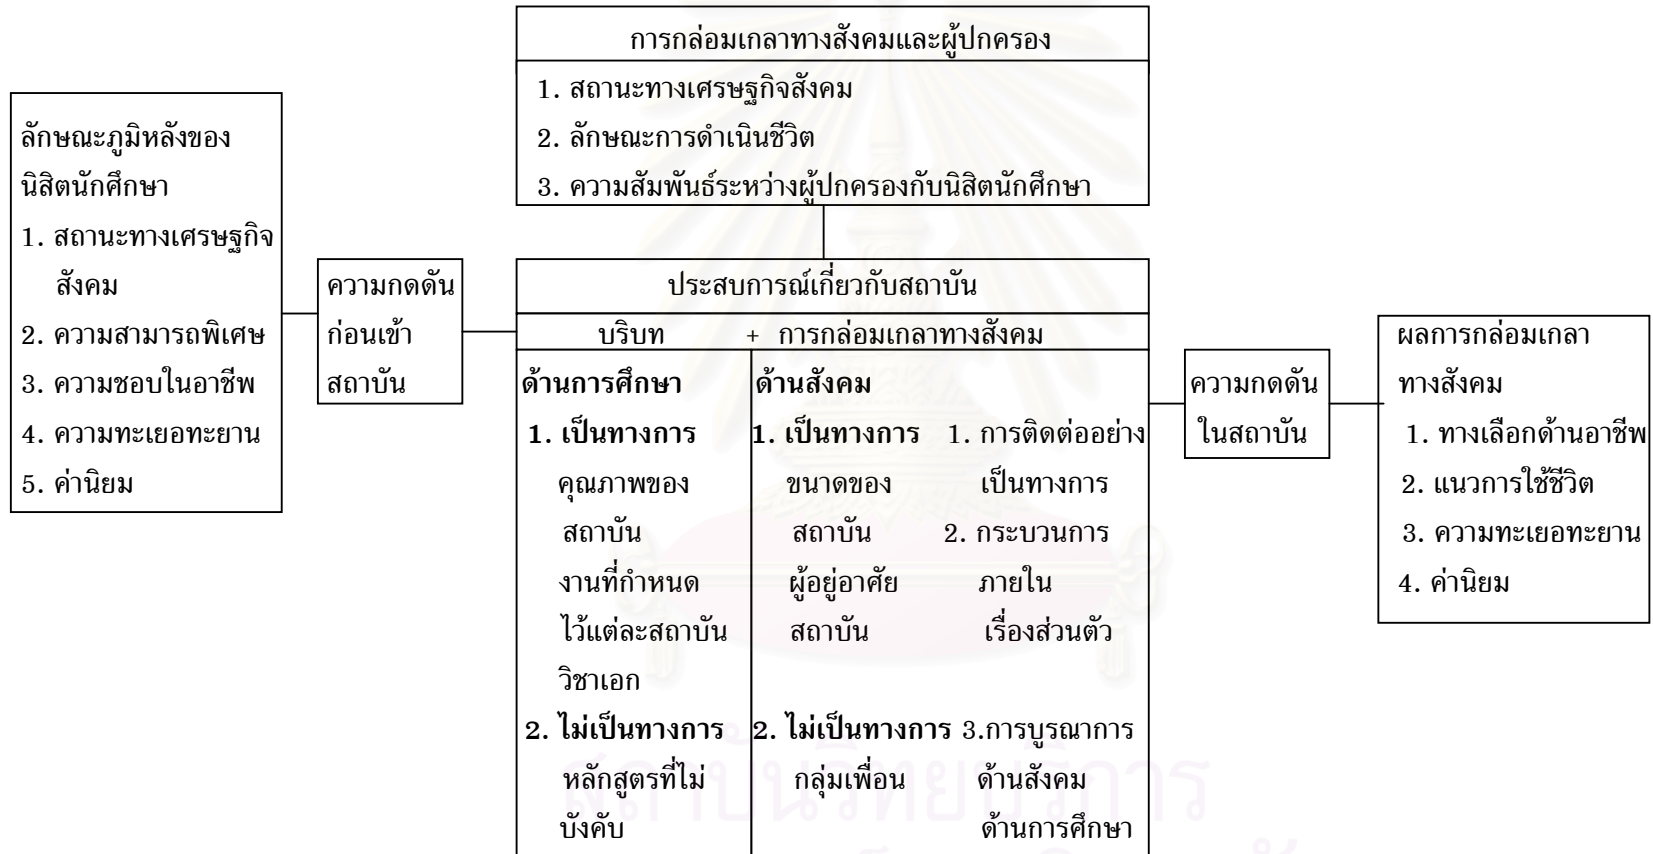 การกล่อมเกลาทางสังคมและผู้ปกครอง
1. สถานะทางเศรษฐกิจสังคม
2. ลักษณะการดำเนินชีวิต
3. ความสัมพันธ์ระหว่างผู้ปกครองกับนิสิตนักศึกษา
ลักษณะภูมิหลังของ
นิสิตนักศึกษา
1. สถานะทางเศรษฐกิจ
สังคม
2. ความสามารถพิเศษ
3. ความชอบในอาชีพ
4. ความทะเยอทะยาน
5. ค่านิยม
ความกดดัน
ก่อนเข้า
สถาบัน
ประสบการณ์เกี่ยวกับสถาบัน
บริบท + การกล่อมเกลาทางสังคม
ด้านการศึกษา
1. เป็นทางการ
คุณภาพของ
สถาบัน
งานที่กำหนด
ไว้แต่ละสถาบัน
วิชาเอก
2. ไม่เป็นทางการ
หลักสูตรที่ไม่
บังคับ
ด้านสังคม
1. เป็นทางการ
ขนาดของ
สถาบัน
ผู้อยู่อาศัย
สถาบัน
2. ไม่เป็นทางการ
กลุ่มเพื่อน
1. การติดต่ออย่าง
เป็นทางการ
2. กระบวนการ
ภายใน
เรื่องส่วนตัว
3.การบูรณาการ
ด้านสังคม
ด้านการศึกษา
ความกดดัน
ในสถาบัน
ผลการกล่อมเกลา
ทางสังคม
1. ทางเลือกด้านอาชีพ
2. แนวการใช้ชีวิต
3. ความทะเยอทะยาน
4. ค่านิยม
สถาบันวิทยบริการ